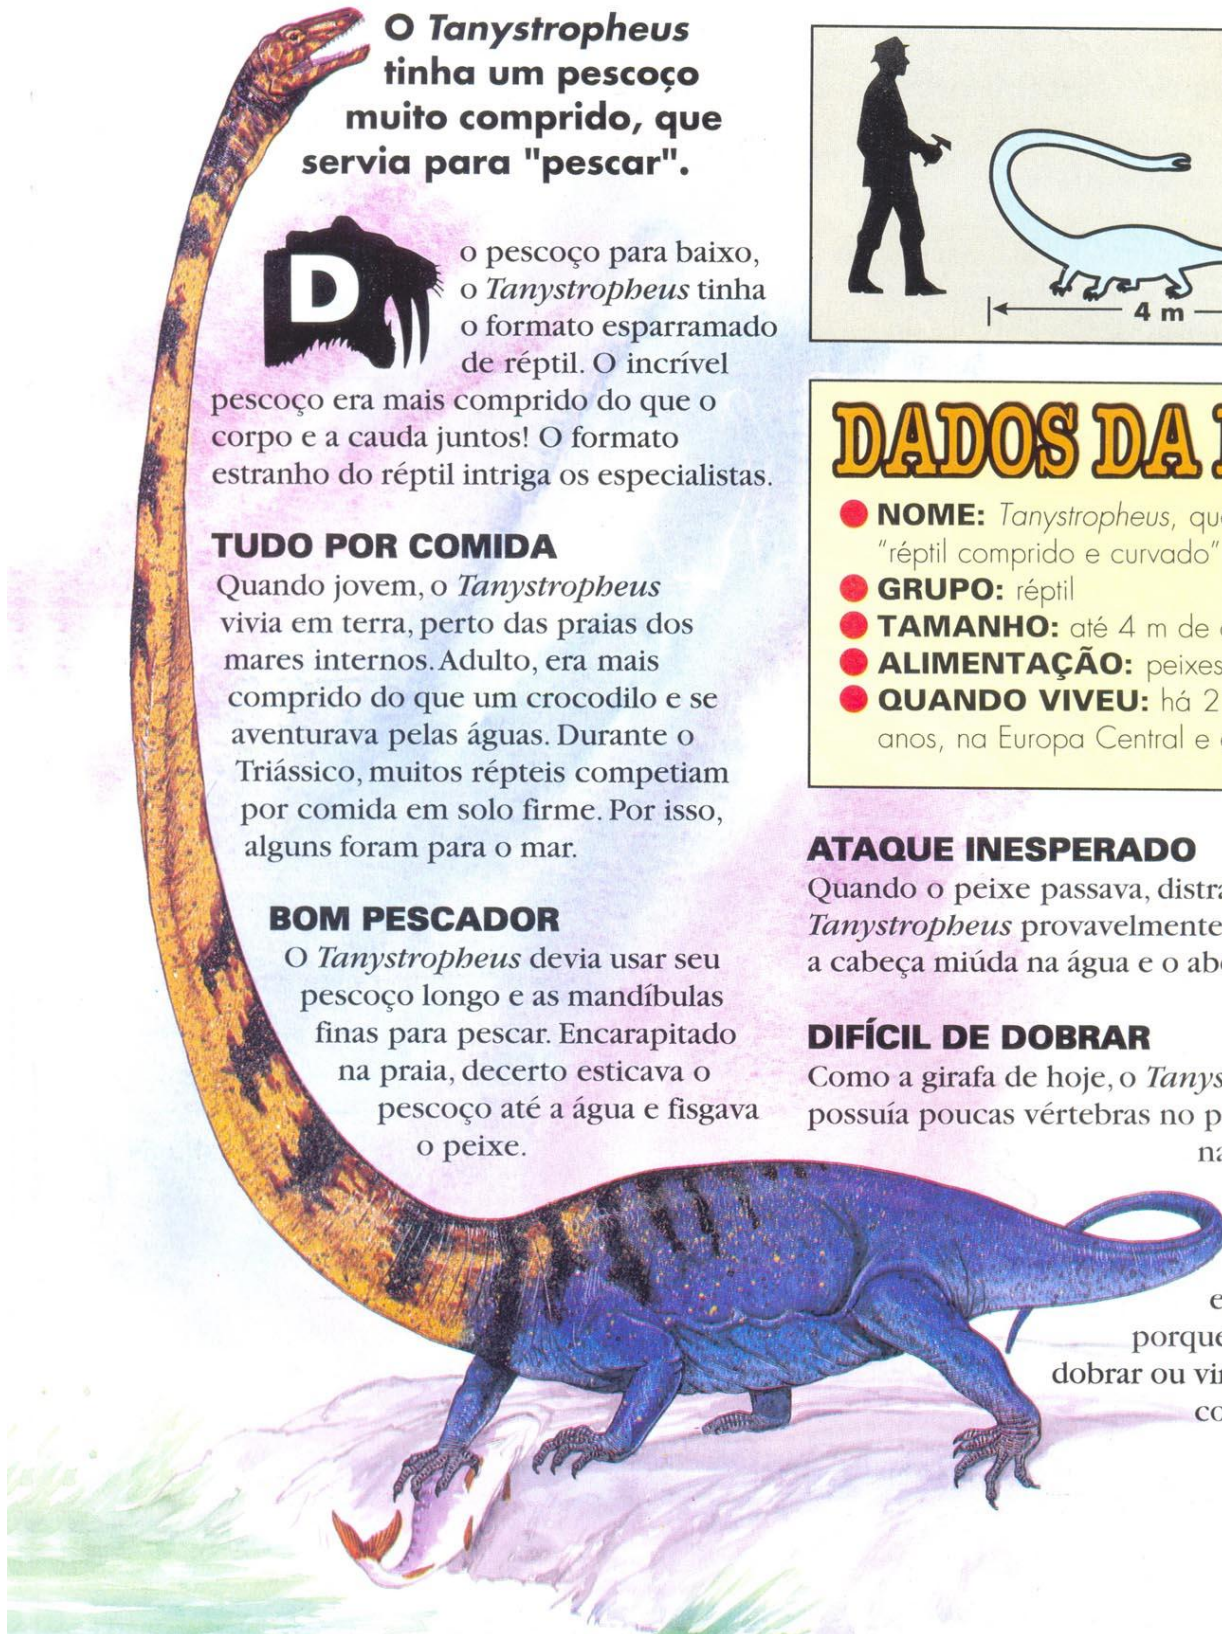 O Tanystropheus
tinha um pescoço
muito comprido, que
servia para "pescar".
D
o pescoço para baixo,
o Tanystropheus tinha
o formato esparramado
de réptil. O incrível
pescoço era mais comprido do que o
corpo e a cauda juntos! O formato
estranho do réptil intriga os especialistas.
TUDO POR COMIDA
Quando jovem, o Tanystropheus
vivia em terra, perto das praias dos
mares internos. Adulto, era mais
comprido do que um crocodilo e se
aventurava pelas águas. Durante o
Triássico, muitos répteis competiam
por comida em solo firme. Por isso,
alguns foram para o mar.
BOM PESCADOR
O Tanystropheus devia usar seu
pescoço longo e as mandíbulas
finas para pescar. Encarapitado
na praia, decerto esticava o
pescoço até a água e fisgava
o peixe.
4 m
DADOS DA
NOME: Tanystropheus,
"réptil comprido e curvado"
GRUPO: réptil
TAMANHO: até 4 m de
ALIMENTAÇÃO: peixes
QUANDO VIVEU: há 2
anos, na Europa Central e
ATAQUE INESPERADO
Quando o peixe passava,
Tanystropheus provavelmente
a cabeça miúda na água e o
DIFÍCIL DE DOBRAR
Como a girafa de hoje, o
possuía poucas vértebras no
porque
dobrar ou